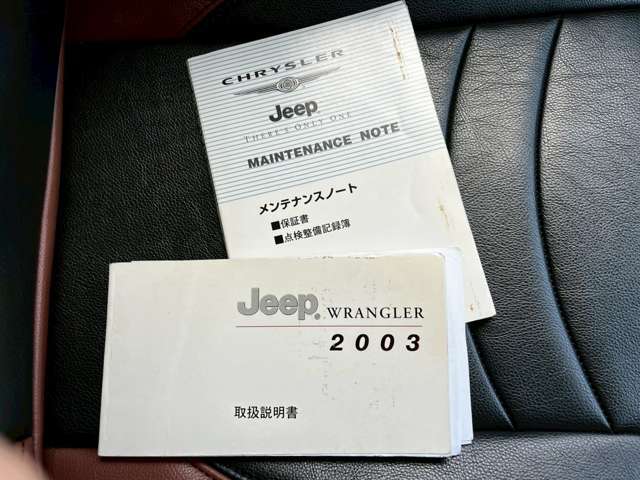 CHRYSLER
Jeep®
THERE'S ONLY ONE
MAINTENANCE NOTE
メンテナンスノート
■保証書
■点検整備記録簿
Jeep®
WRANGLER
2003
取扱説明書